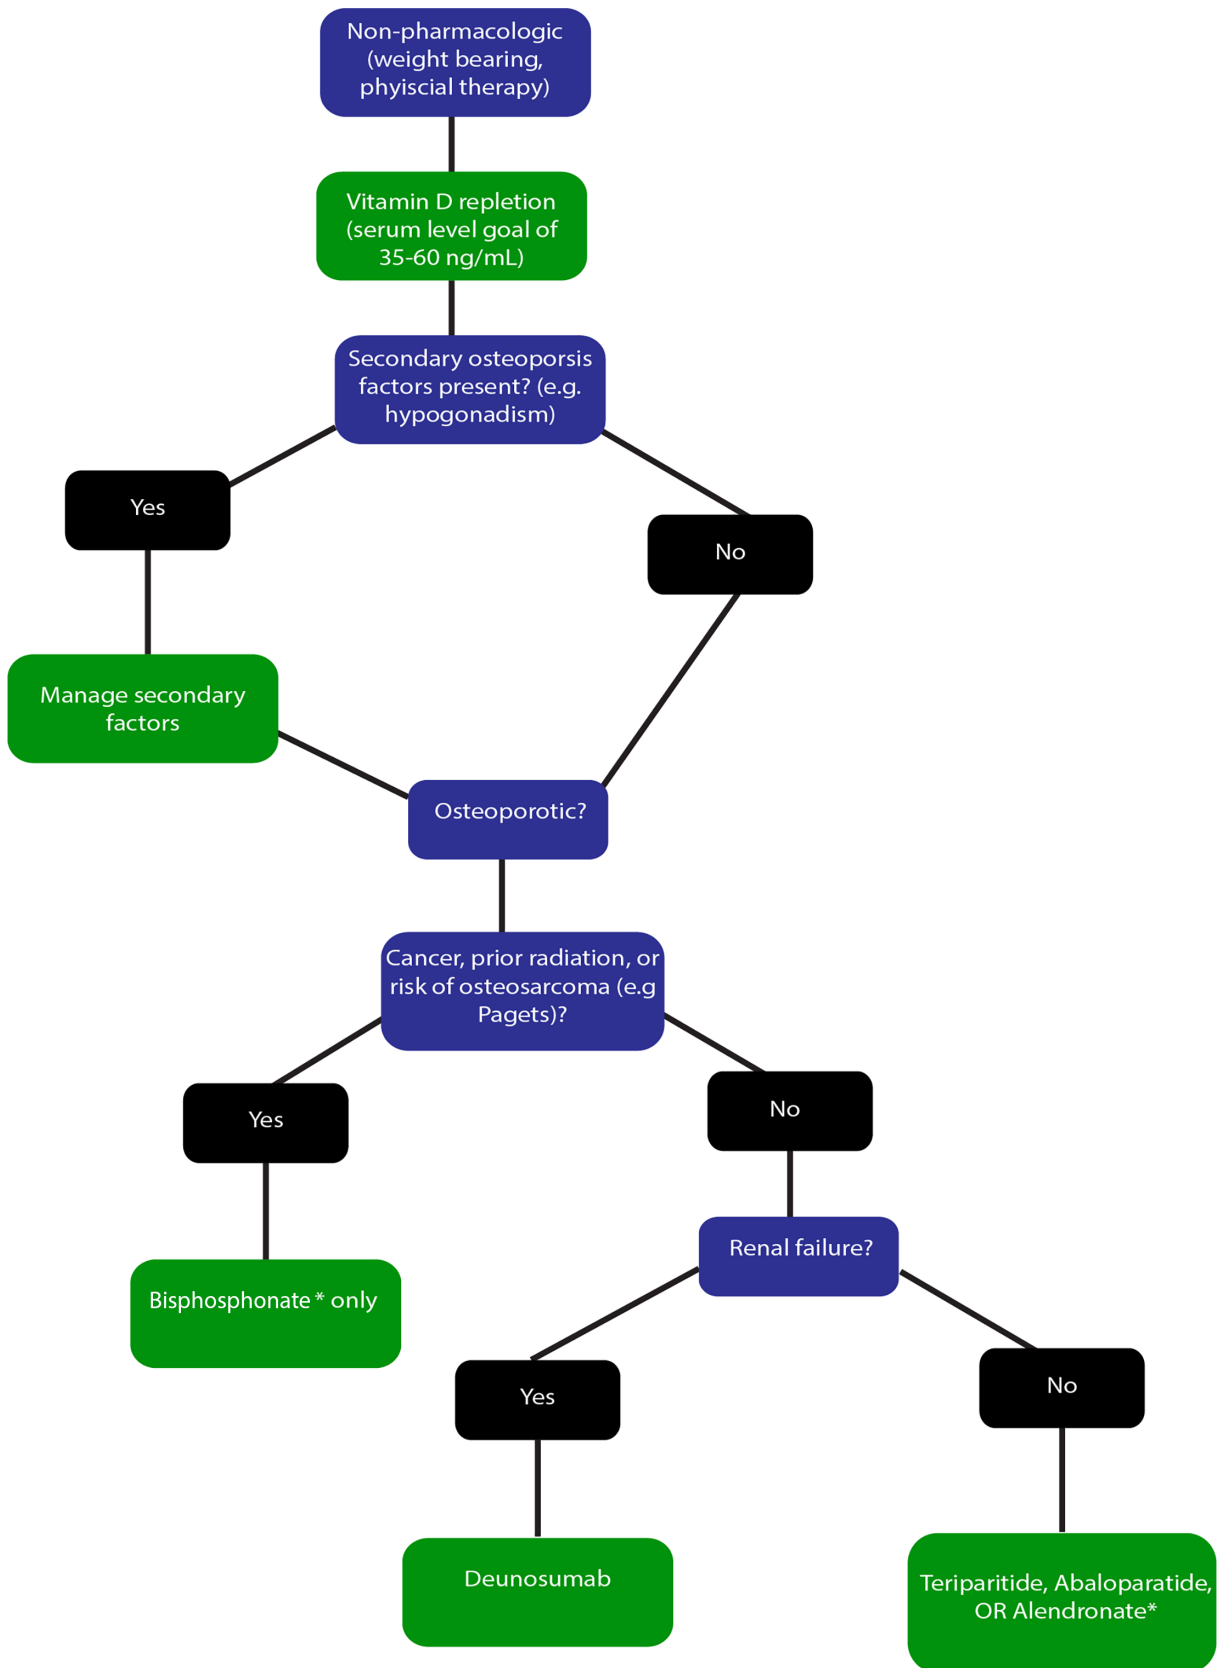 Non-pharmacologic
(weight bearing,
phyiscial therapy)
Vitamin D repletion
(serum level goal of
35-60 ng/mL)
Secondary osteoporsis
factors present? (e.g.
hypogonadism)
Yes
No
Manage secondary
factors
Osteoporotic?
Cancer, prior radiation, or
risk of osteosarcoma (e.g
Pagets)?
Yes
No
Bisphosphonate * only
Renal failure?
Yes
No
Deunosumab
Teriparitide, Abaloparatide,
OR Alendronate*